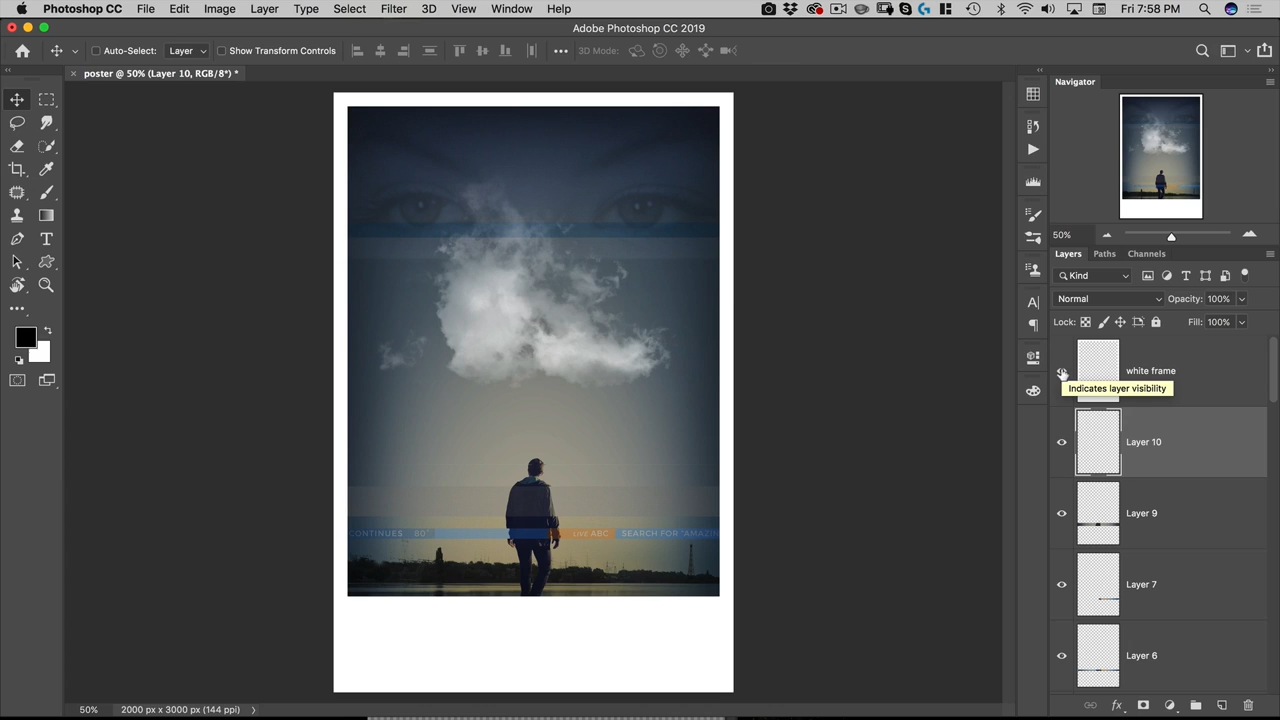 Photoshop CC File Edit Image Layer Type Select Filter 3D View Window Help Fri 7:58 PM
Adobe Photoshop CC 2019
Auto-Select: Layer Show Transform Controls 3D Mode:
× poster @ 50% (Layer 10, RGB/8*) *
Navigator
50%
Layers Paths Channels
Kind
Normal Opacity: 100%
Lock: Fill: 100%
white frame
Indicates layer visibility
Layer 10
Layer 9
CONTINUES 80° LIVE ABC SEARCH FOR "AMAZIN
Layer 7
Layer 6
50% 2000 px x 3000 px (144 ppi)